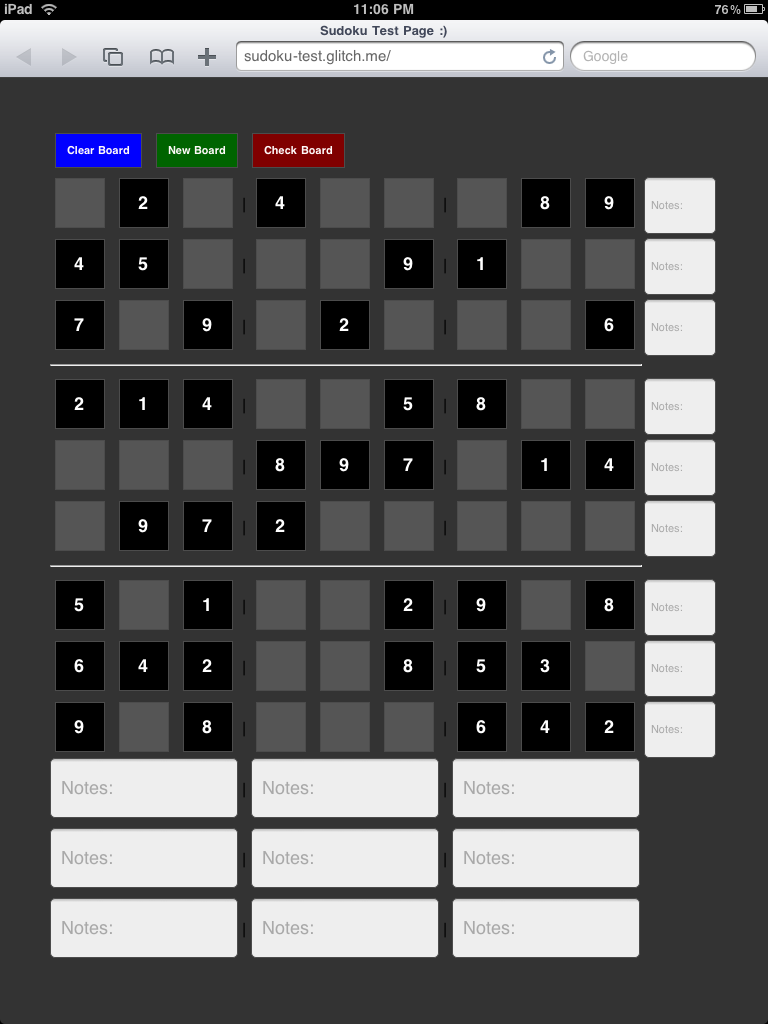 iPad 11:06 PM 76%
Sudoku Test Page :)
sudoku-test.glitch.me/ Google
Clear Board New Board Check Board
2 | 4 | 8 9 Notes:
4 5 | 9 | 1 Notes:
7 9 | 2 | 6 Notes:
2 1 4 | 5 | 8 Notes:
| 8 9 7 | 1 4 Notes:
9 7 | 2 | Notes:
5 1 | 2 | 9 8 Notes:
6 4 2 | 8 | 5 3 Notes:
9 8 | | 6 4 2 Notes:
Notes: | Notes: | Notes:
Notes: | Notes: | Notes:
Notes: | Notes: | Notes: